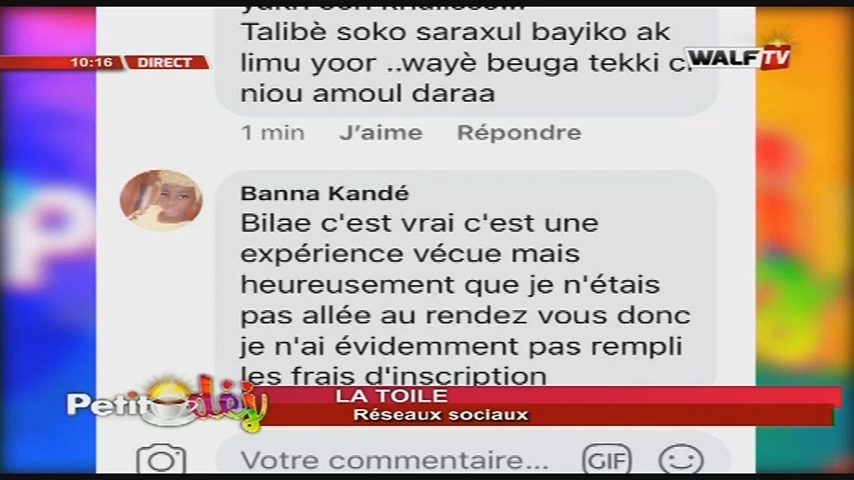 Talibè soko saraxul bayiko ak
limu yoor ..wayè beuga tekki ci
niou amoul daraa
10:16 DIRECT
WALF TV
1 min J'aime Répondre
Banna Kandé
Bilae c'est vrai c'est une
expérience vécue mais
heureusement que je n'étais
pas allée au rendez vous donc
je n'ai évidemment pas rempli
les frais d'inscription
Petit déj
LA TOILE
Réseaux sociaux
Votre commentaire... GIF